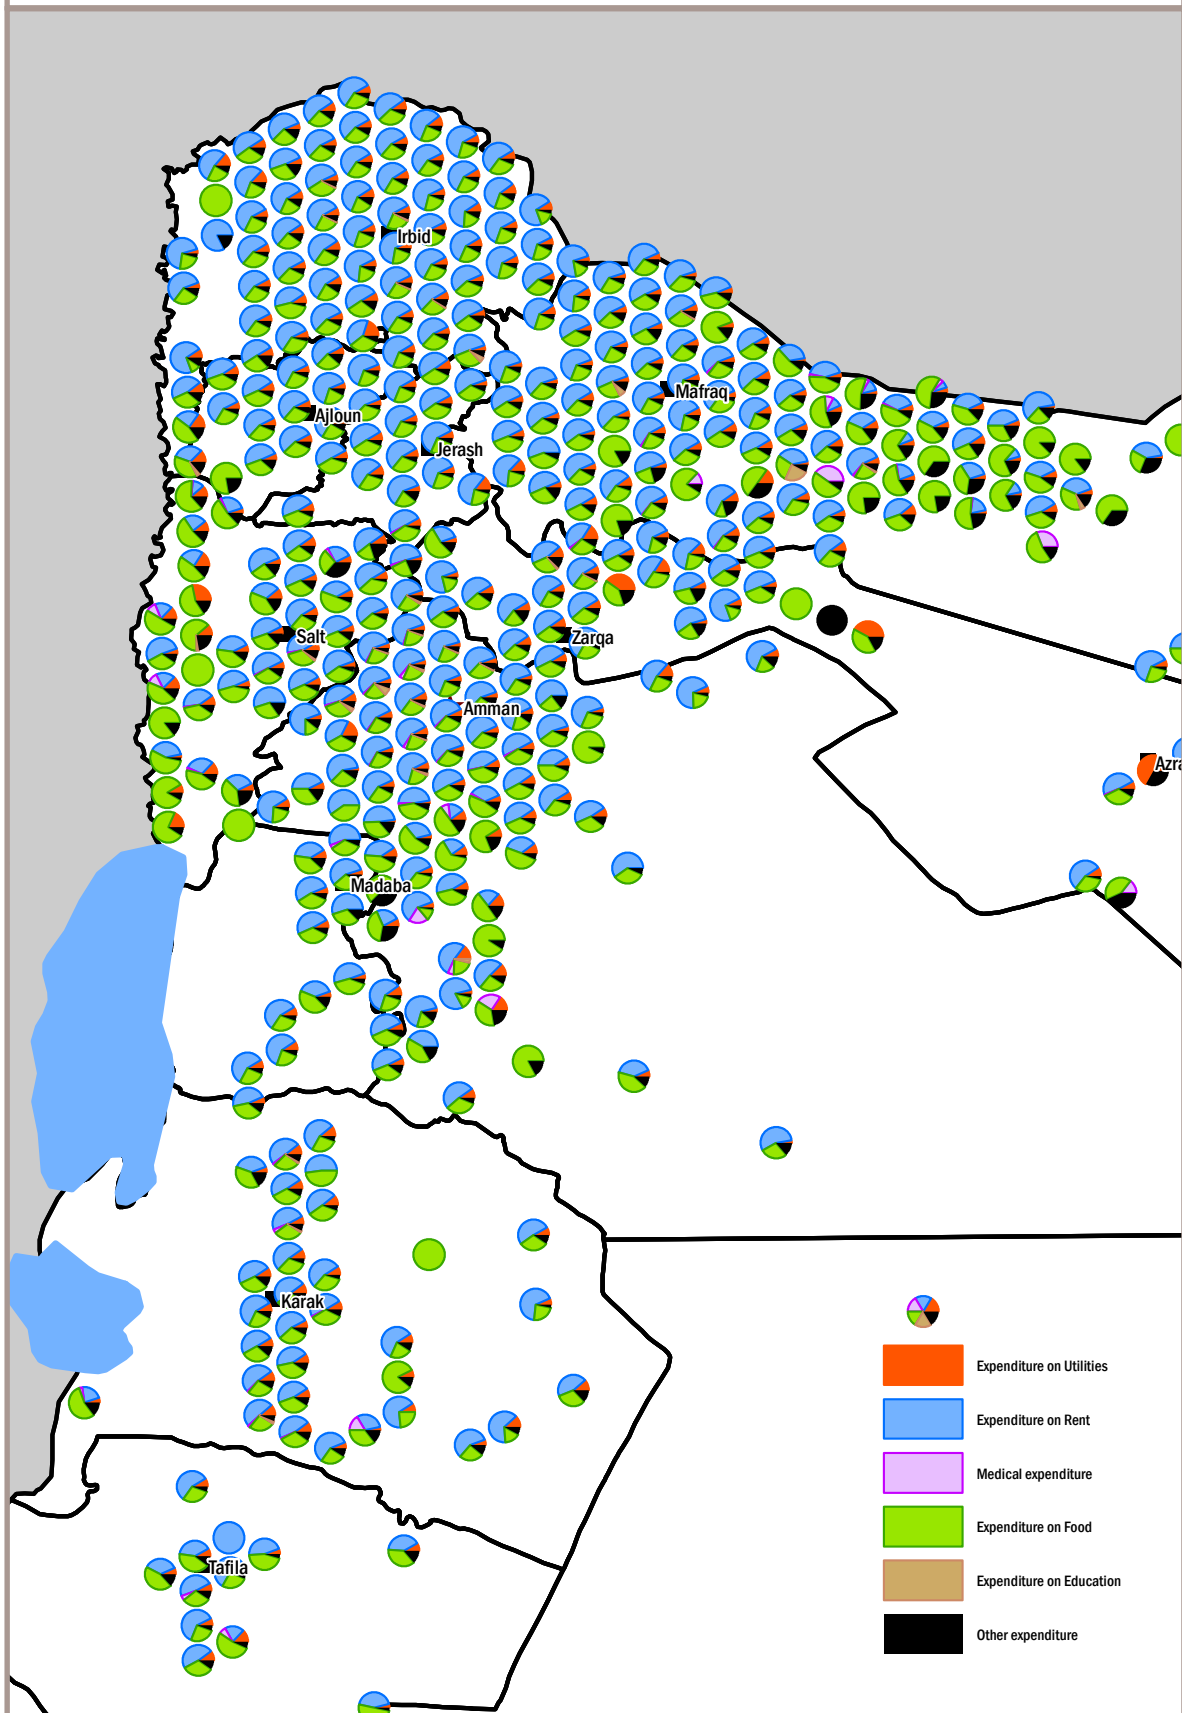 Irbid
Mafraq
Ajloun
Jerash
Salt
Zarqa
Amman
Azra
Madaba
Karak
Expenditure on Utilities
Expenditure on Rent
Medical expenditure
Expenditure on Food
Tafila
Expenditure on Education
Other expenditure